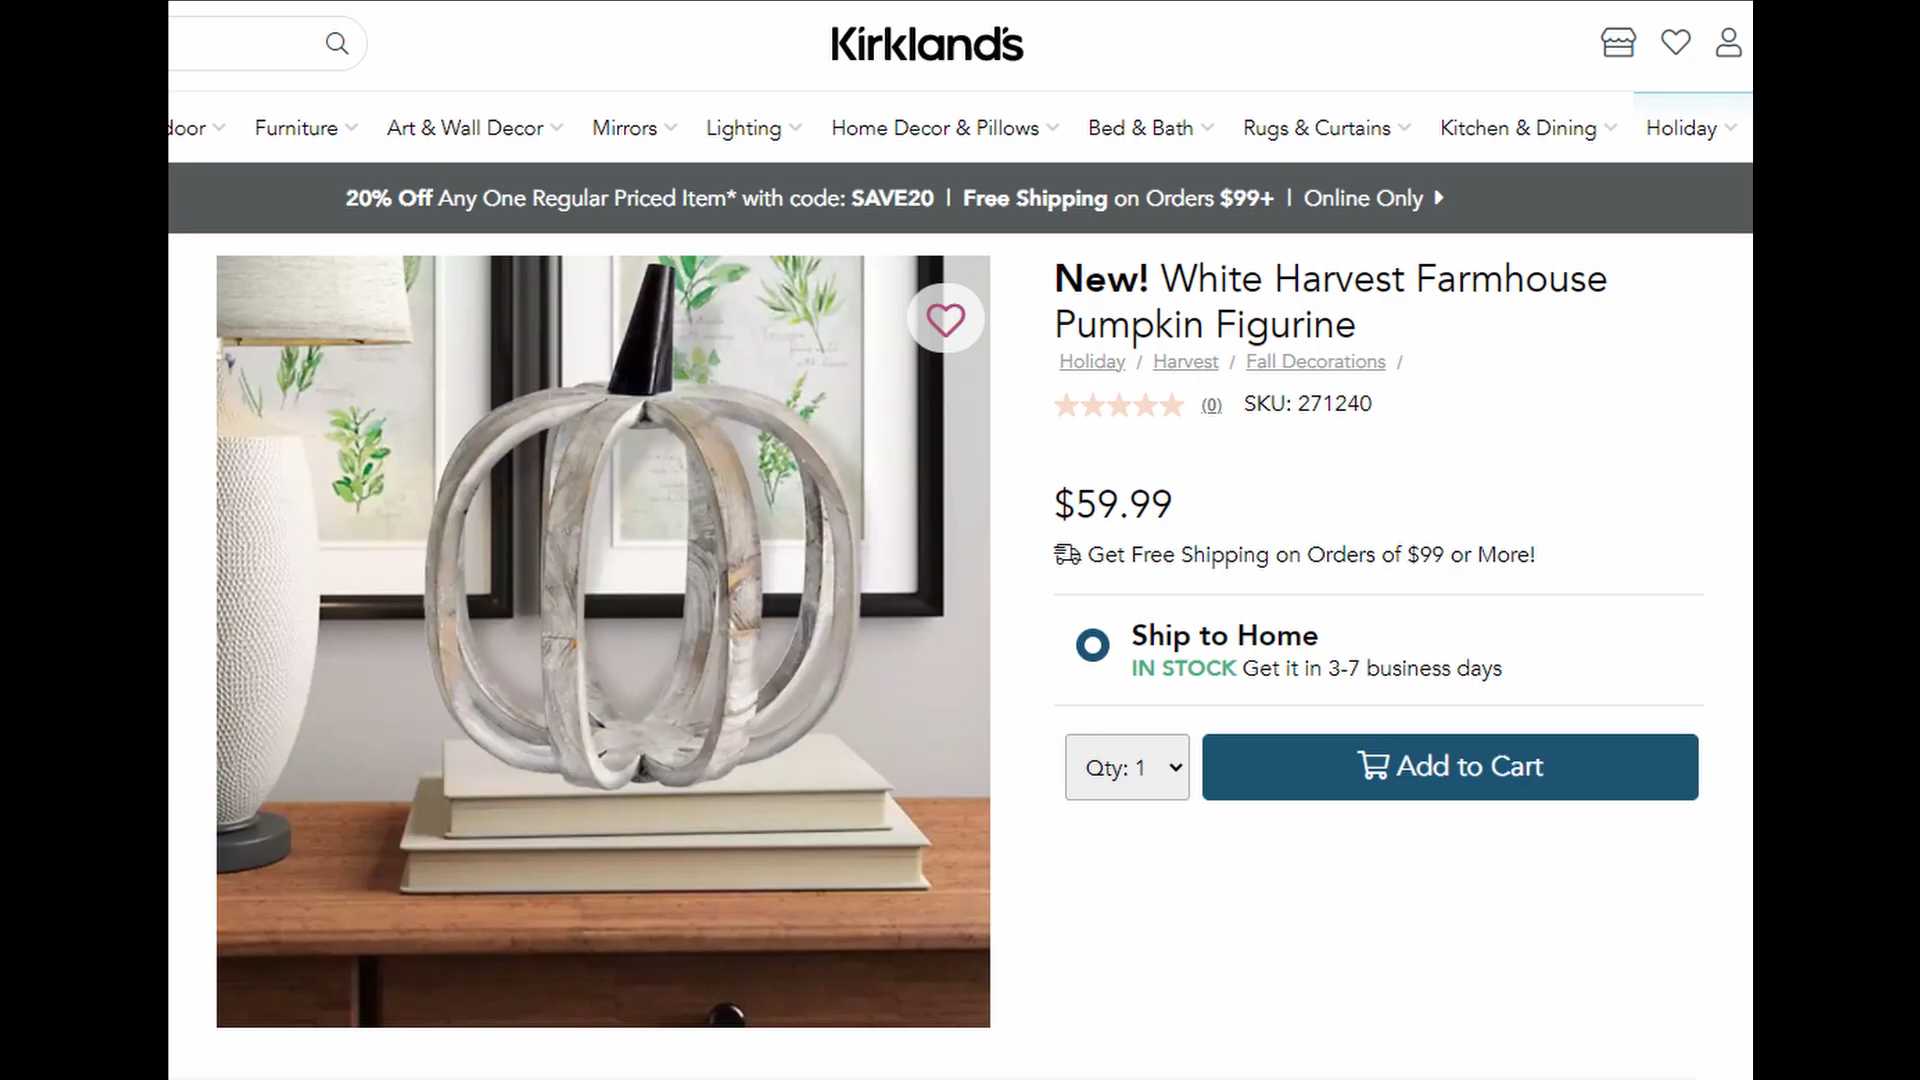 Kirkland's
door
Furniture
Art & Wall Decor
Mirrors
Lighting
Home Decor & Pillows
Bed & Bath
Rugs & Curtains
Kitchen & Dining
Holiday
20% Off Any One Regular Priced Item* with code: SAVE20 | Free Shipping on Orders $99+ | Online Only
New! White Harvest Farmhouse
Pumpkin Figurine
Holiday / Harvest / Fall Decorations /
(0) SKU: 271240
$59.99
Get Free Shipping on Orders of $99 or More!
Ship to Home
IN STOCK Get it in 3-7 business days
Qty: 1
Add to Cart